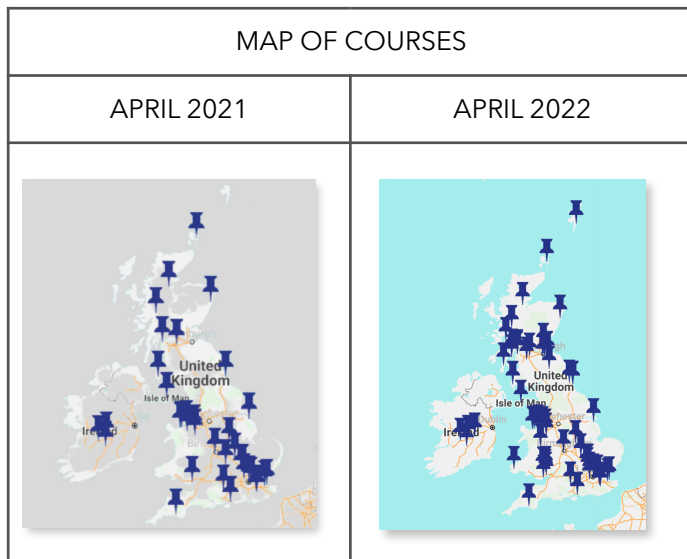 MAP OF COURSES
APRIL 2021
APRIL 2022
United
Kingdom
Isle of Man
Ireland
United
Kingdom
Isle of Man
Dublin
Ireland